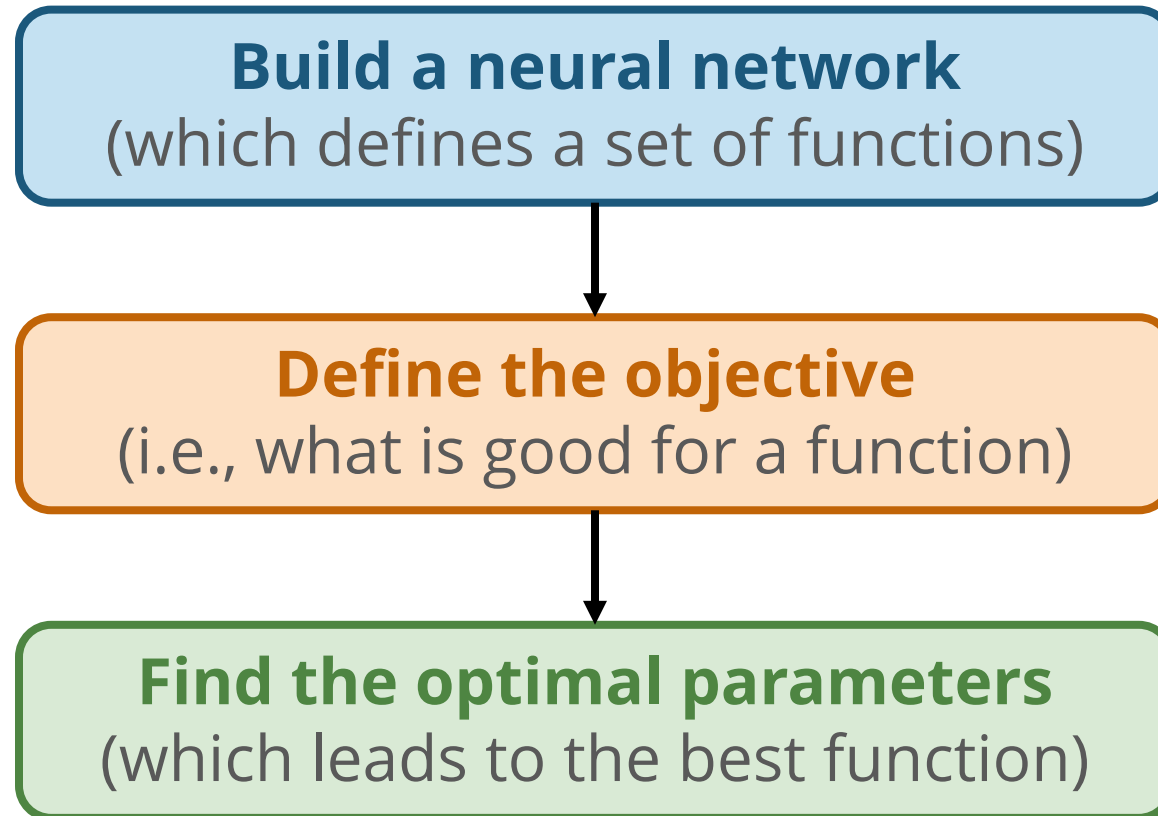 Build a neural network
(which defines a set of functions)
Define the objective
(i.e., what is good for a function)
Find the optimal parameters
(which leads to the best function)